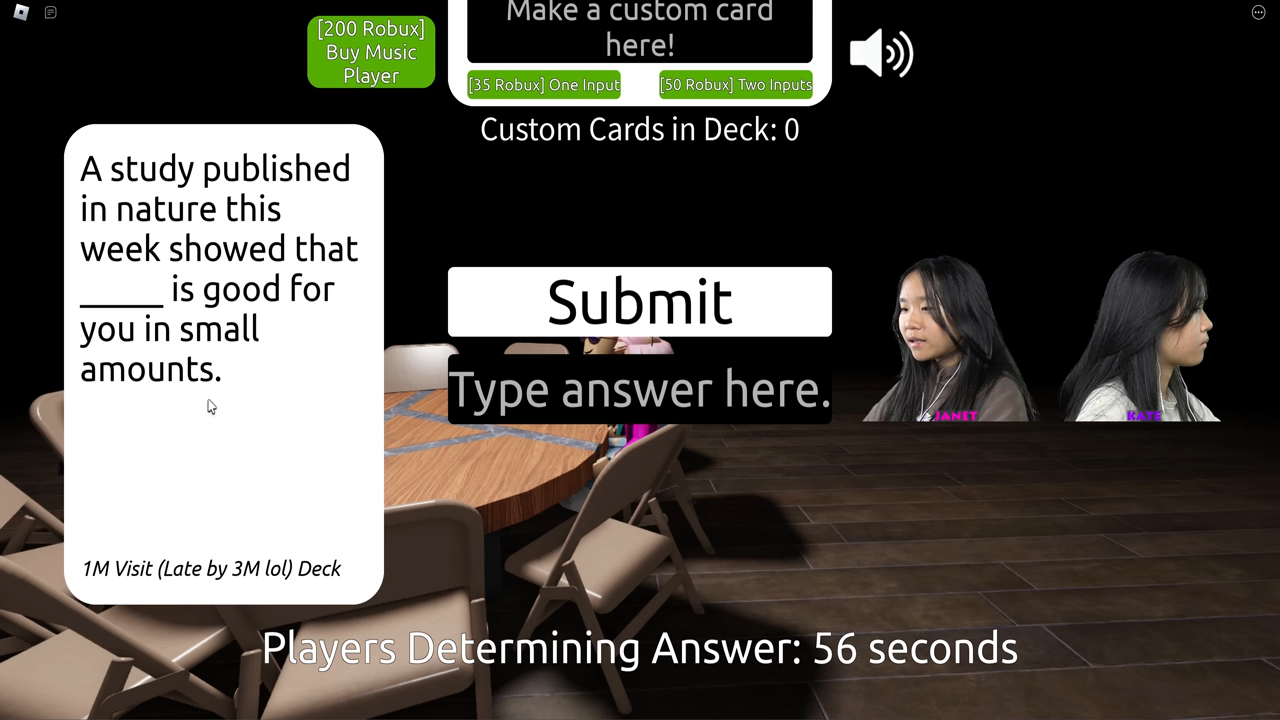 [200 Robux]
Buy Music
Player
Make a custom card
here!
[35 Robux] One Input
[50 Robux] Two Inputs
Custom Cards in Deck: 0
A study published
in nature this
week showed that
_____ is good for
you in small
amounts.
1M Visit (Late by 3M lol) Deck
Submit
Type answer here.
JANET
KATE
Players Determining Answer: 56 seconds